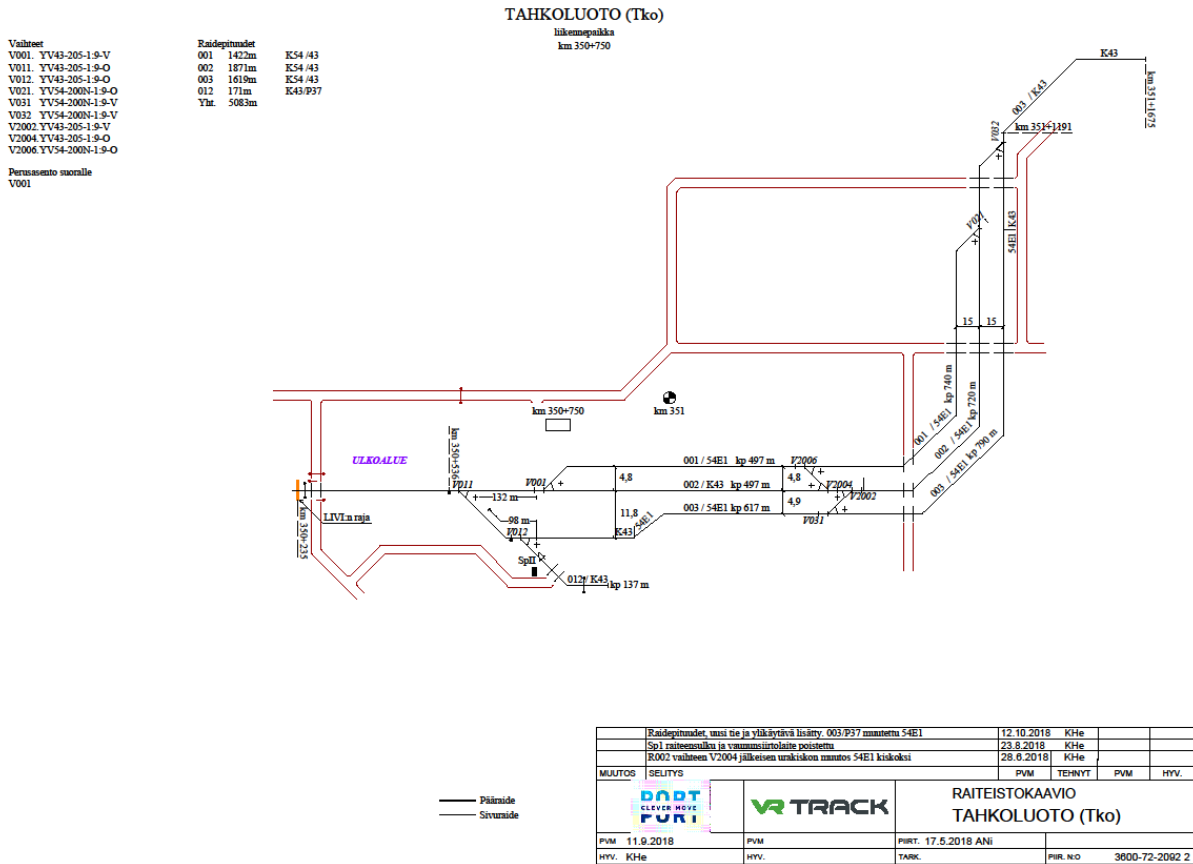 TAHKOLUOTO (Tko)
liikennepaikka
km 350+750
Vaihteet
V001. YV43-205-1:9-V
V011. YV43-205-1:9-O
V012. YV43-205-1:9-O
V021. YV54-200N-1:9-O
V031 YV54-200N-1:9-V
V032 YV54-200N-1:9-V
V2002.YV43-205-1:9-V
V2004.YV43-205-1:9-O
V2006.YV54-200N-1:9-O
Perusasento suoralle
V001
Raidepituudet
001 1422m K54 /43
002 1871m K54 /43
003 1619m K54 /43
012 171m K43/P37
Yht. 5083m
K43
003 / K43
km 351+1675
V032
km 351+1191
V021
54E1 K43
15
15
kp 740 m
kp 720 m
kp 790 m
001 / 54E1
002 / 54E1
003 / 54E1
km 350+750
km 351
ULKOALUE
km 350+536
V011
132 m
V001
001 / 54E1 kp 497 m
V2006
4,8
4,8
002 / K43 kp 497 m
V2004
V2002
4,9
003 / 54E1 kp 617 m
V031
11,8
LIVI:n raja
km 350+235
98 m
V012
K43
54E1
SpII
012 / K43
kp 137 m
Raidepituudet, uusi tie ja ylikäytävä lisätty. 003/P37 muutettu 54E1 12.10.2018 KHe
Sp1 raiteensulku ja vaununsiirtolaite poistettu 23.8.2018 KHe
R002 vaihteen V2004 jälkeisen urakiskon muutos 54E1 kiskoksi 28.6.2018 KHe
MUUTOS SELITYS PVM TEHNYT PVM HYV.
Pääraide
Sivuraide
PORT
CLEVER MOVE
PORI
VR TRACK
RAITEISTOKAAVIO
TAHKOLUOTO (Tko)
PVM 11.9.2018 PVM PIIRT. 17.5.2018 ANi
HYV. KHe HYV. TARK. PIIR. N:O 3600-72-2092 2